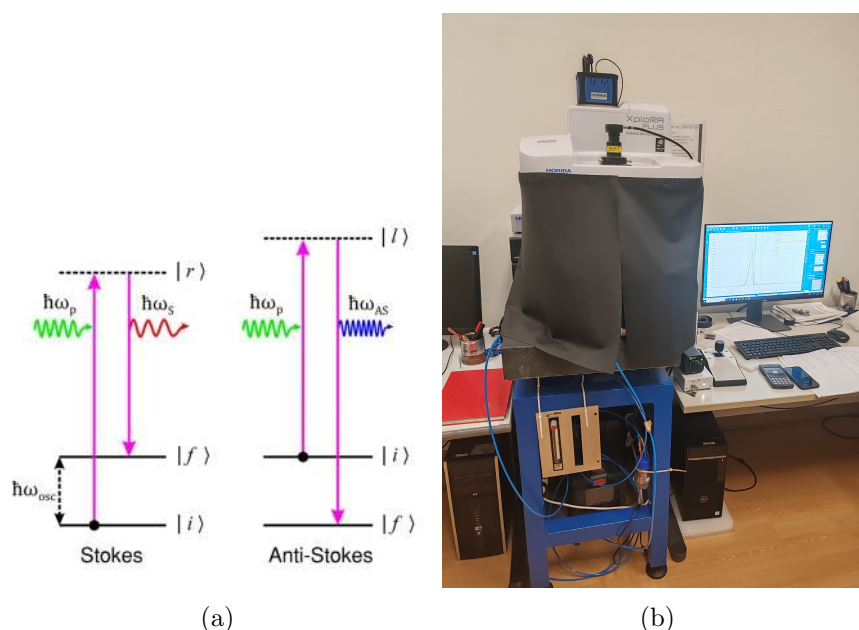 |r⟩
ħω_p
ħω_S
|f⟩
ħω_osc
|i⟩
Stokes
|l⟩
ħω_p
ħω_AS
|i⟩
|f⟩
Anti-Stokes
(a)
XploRA
PLUS
HORIBA
(b)